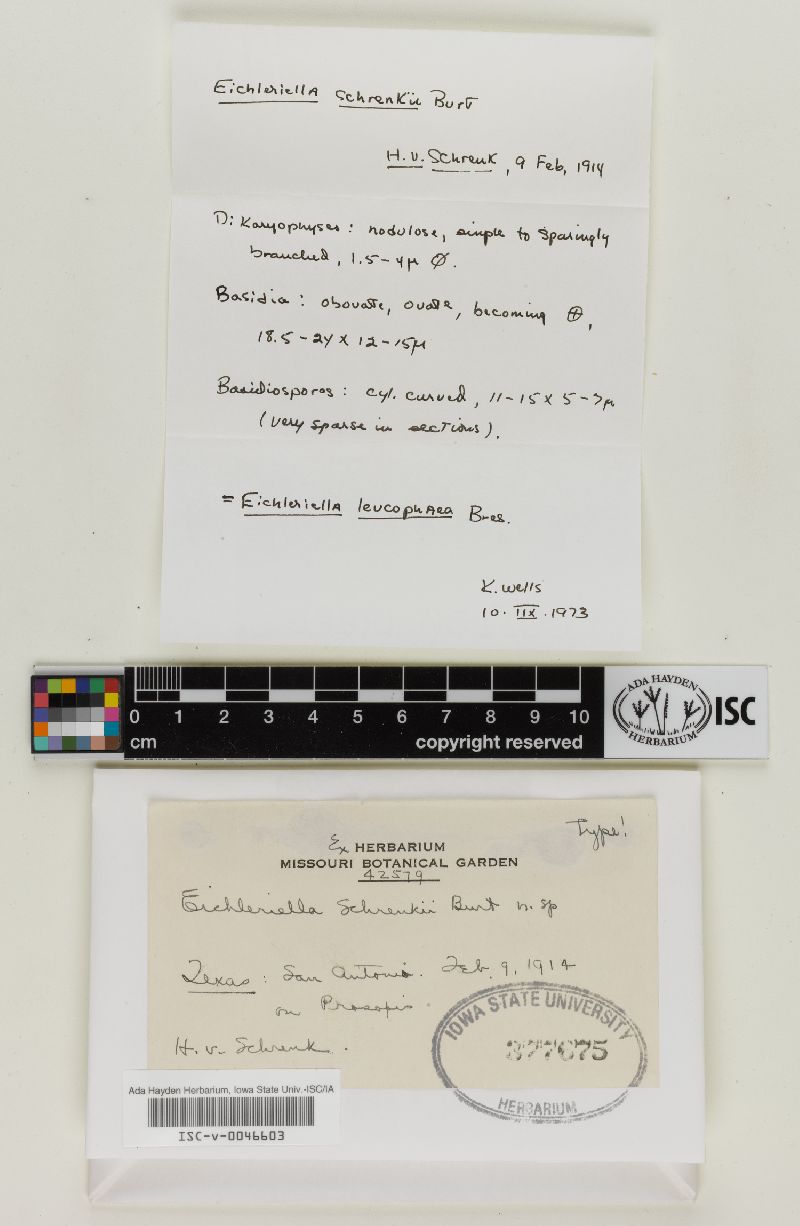 Eichleriella Schrenkii Burt
H. v. Schrenk, 9 Feb, 1914
Dikaryophyses: nodulose, simple to sparingly
branched, 1.5-4μ Ø.
Basidia: obovate, ovate, becoming ⊕,
18.5-24 x 12-15μ
Basidiospores: cyl. curved, 11-15 x 5-7μ
(very sparse in sections).
= Eichleriella leucophaea Bres.
K. Wells
10. IIX. 1973
0 1 2 3 4 5 6 7 8 9 10
cm copyright reserved
ADA HAYDEN
HERBARIUM
ISC
Type!
Ex HERBARIUM
MISSOURI BOTANICAL GARDEN
42579
Eichleriella Schrenkii Burt n. sp
Texas: San Antonio. Feb. 9, 1914
on Prosopis
H. v. Schrenk.
IOWA STATE UNIVERSITY
377675
HERBARIUM
Ada Hayden Herbarium, Iowa State Univ.-ISC/IA
ISC-v-0046603